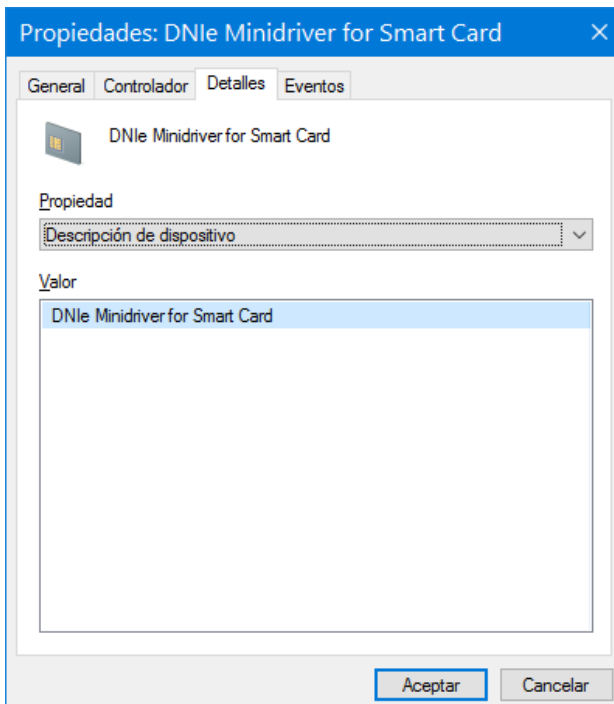 Propiedades: DNIe Minidriver for Smart Card
General Controlador Detalles Eventos
DNIe Minidriver for Smart Card
Propiedad
Descripción de dispositivo
Valor
DNIe Minidriver for Smart Card
Aceptar Cancelar